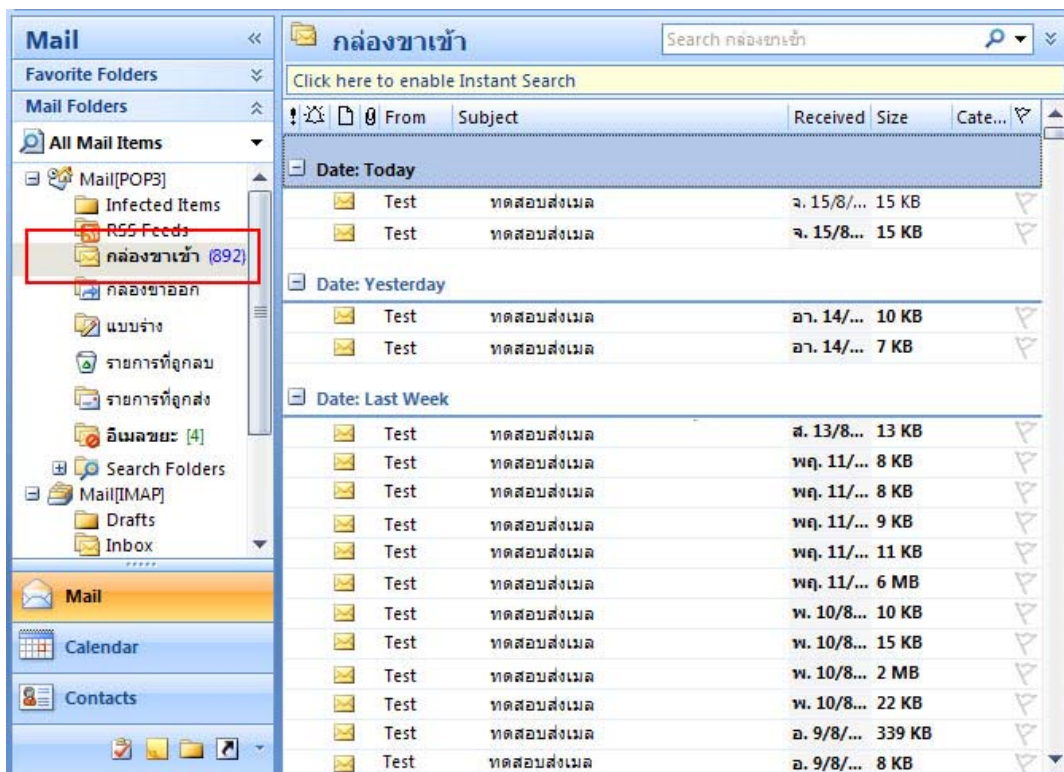 Mail «
Favorite Folders
Mail Folders
All Mail Items
Mail[POP3]
Infected Items
RSS Feeds
กล่องขาเข้า (892)
กล่องขาออก
แบบร่าง
รายการที่ถูกลบ
รายการที่ถูกส่ง
อีเมลขยะ [4]
Search Folders
Mail[IMAP]
Drafts
Inbox
Mail
Calendar
Contacts
กล่องขาเข้า
Search กล่องขาเข้า
Click here to enable Instant Search
From Subject Received Size Cate...
Date: Today
Test ทดสอบส่งเมล จ. 15/8/... 15 KB
Test ทดสอบส่งเมล จ. 15/8... 15 KB
Date: Yesterday
Test ทดสอบส่งเมล อา. 14/... 10 KB
Test ทดสอบส่งเมล อา. 14/... 7 KB
Date: Last Week
Test ทดสอบส่งเมล ส. 13/8... 13 KB
Test ทดสอบส่งเมล พฤ. 11/... 8 KB
Test ทดสอบส่งเมล พฤ. 11/... 8 KB
Test ทดสอบส่งเมล พฤ. 11/... 9 KB
Test ทดสอบส่งเมล พฤ. 11/... 11 KB
Test ทดสอบส่งเมล พฤ. 11/... 6 MB
Test ทดสอบส่งเมล พ. 10/8... 10 KB
Test ทดสอบส่งเมล พ. 10/8... 15 KB
Test ทดสอบส่งเมล พ. 10/8... 2 MB
Test ทดสอบส่งเมล พ. 10/8... 22 KB
Test ทดสอบส่งเมล อ. 9/8/... 339 KB
Test ทดสอบส่งเมล อ. 9/8/... 8 KB